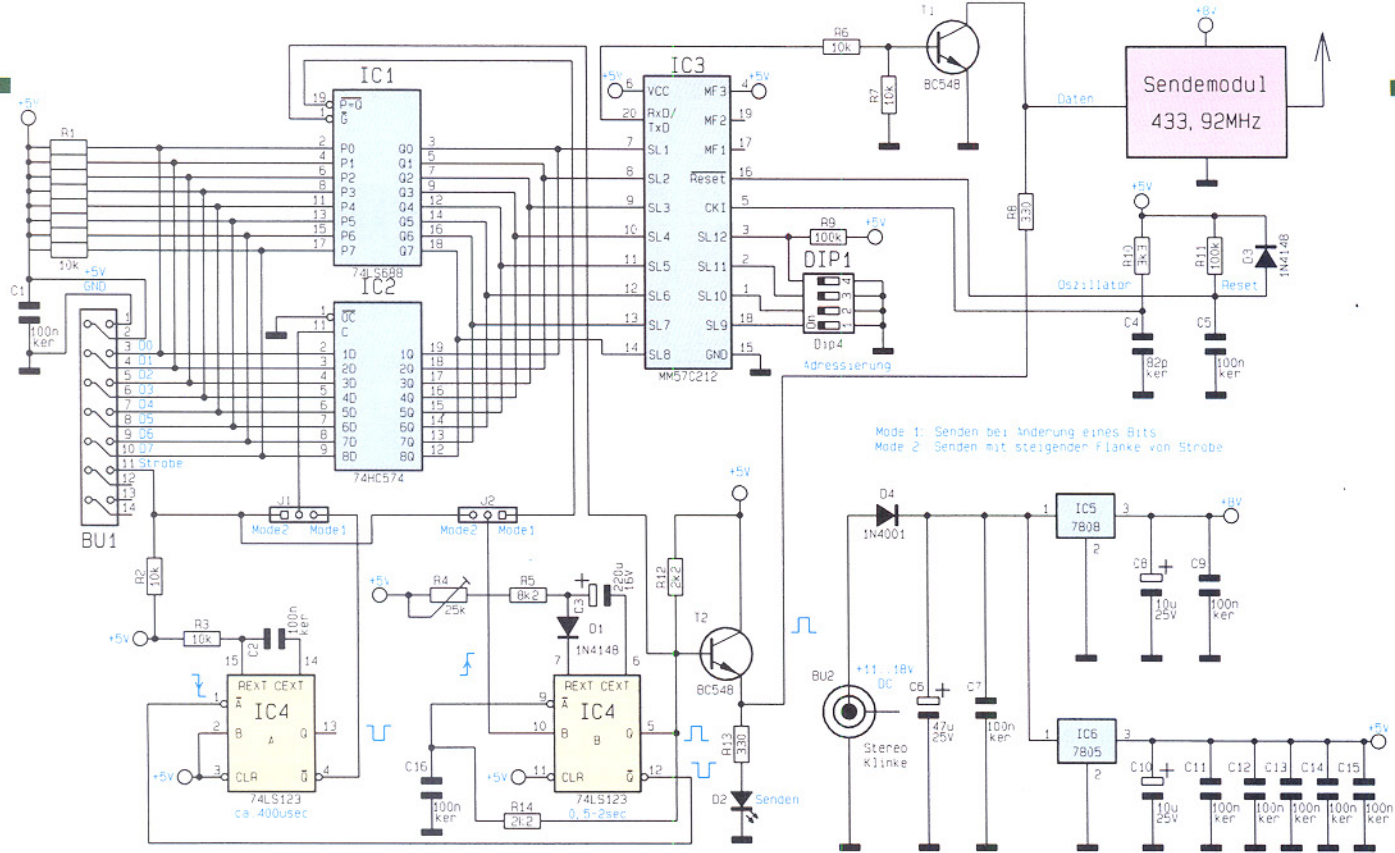 +5V
R1
10k
C1
100n
ker
+5V
GND
1
2
3
4
5
6
7
8
9
10
11
12
13
14
D0
D1
D2
D3
D4
D5
D6
D7
Strobe
BU1
IC1
19
P=Q
1
G
2 P0 Q0 3
4 P1 Q1 5
6 P2 Q2 7
8 P3 Q3 9
11 P4 Q4 12
13 P5 Q5 14
15 P6 Q6 16
17 P7 Q7 18
74LS688
IC2
1 OC
11 C
2 1D 1Q 19
3 2D 2Q 18
4 3D 3Q 17
5 4D 4Q 16
6 5D 5Q 15
7 6D 6Q 14
8 7D 7Q 13
9 8D 8Q 12
74HC574
IC3
+5V 6 VCC MF3 4 +5V
20 RxD/
TxD
MF2 19
7 SL1 MF1 17
8 SL2 Reset 16
9 SL3 CKI 5
10 SL4 SL12 3
11 SL5 SL11 2
12 SL6 SL10 1
13 SL7 SL9 18
14 SL8 GND 15
MM57C212
R6
10k
R7
10k
T1
BC548
+8V
Sendemodul
433,92MHz
Daten
R8
330
R9
100k
+5V
DIP1
4
3
2
1
On
Dip4
Adressierung
+5V
R10
3k3
R11
100k
D3
1N4148
Oszillator
Reset
C4
82p
ker
C5
100n
ker
Mode 1: Senden bei Änderung eines Bits
Mode 2: Senden mit steigender Flanke von Strobe
J1
Mode2 Mode1
J2
Mode2 Mode1
R2
10k
+5V
R3
10k
C2
100n
ker
15 14
REXT CEXT
IC4
A
1 A
2 B Q 13
3 CLR Q 4
+5V
74LS123
ca.400usec
+5V
R4
25k
R5
8k2
C3
220u
16V
D1
1N4148
7 6
REXT CEXT
IC4
B
9 A
10 B Q 5
+5V 11 CLR Q 12
74LS123
0,5-2sec
C16
100n
ker
R14
2k2
+5V
R12
2k2
T2
BC548
R13
330
D2
Senden
BU2
+11..18V
DC
Stereo
Klinke
D4
1N4001
C6
47u
25V
C7
100n
ker
1 IC5 3
7808
2
+8V
C8
10u
25V
C9
100n
ker
1 IC6 3
7805
2
+5V
C10
10u
25V
C11
100n
ker
C12
100n
ker
C13
100n
ker
C14
100n
ker
C15
100n
ker